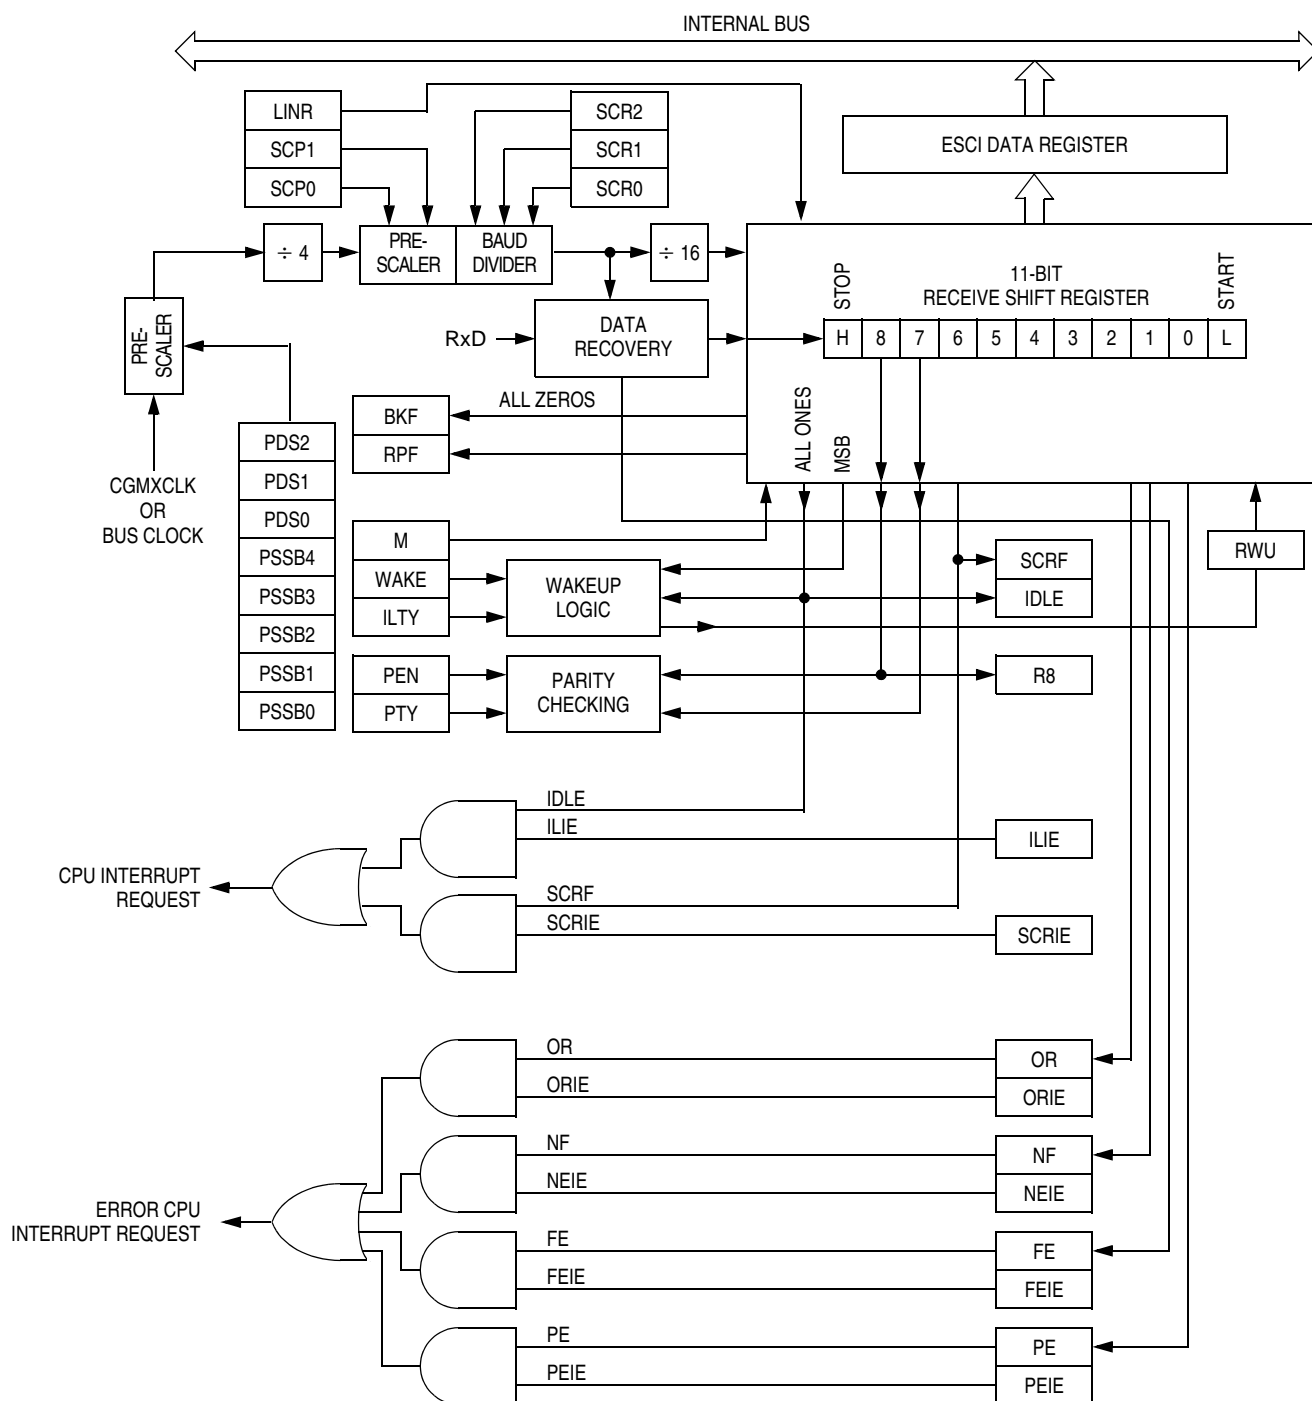 INTERNAL BUS
LINR
SCP1
SCP0
SCR2
SCR1
SCR0
ESCI DATA REGISTER
÷ 4
PRE-
SCALER
BAUD
DIVIDER
÷ 16
STOP
11-BIT
RECEIVE SHIFT REGISTER
START
H 8 7 6 5 4 3 2 1 0 L
PRE-
SCALER
RxD
DATA
RECOVERY
ALL ZEROS
ALL ONES
MSB
BKF
RPF
CGMXCLK
OR
BUS CLOCK
PDS2
PDS1
PDS0
PSSB4
PSSB3
PSSB2
PSSB1
PSSB0
M
WAKE
ILTY
WAKEUP
LOGIC
SCRF
IDLE
RWU
PEN
PTY
PARITY
CHECKING
R8
IDLE
ILIE
ILIE
CPU INTERRUPT
REQUEST
SCRF
SCRIE
SCRIE
OR
ORIE
OR
ORIE
NF
NEIE
NF
NEIE
ERROR CPU
INTERRUPT REQUEST
FE
FEIE
FE
FEIE
PE
PEIE
PE
PEIE